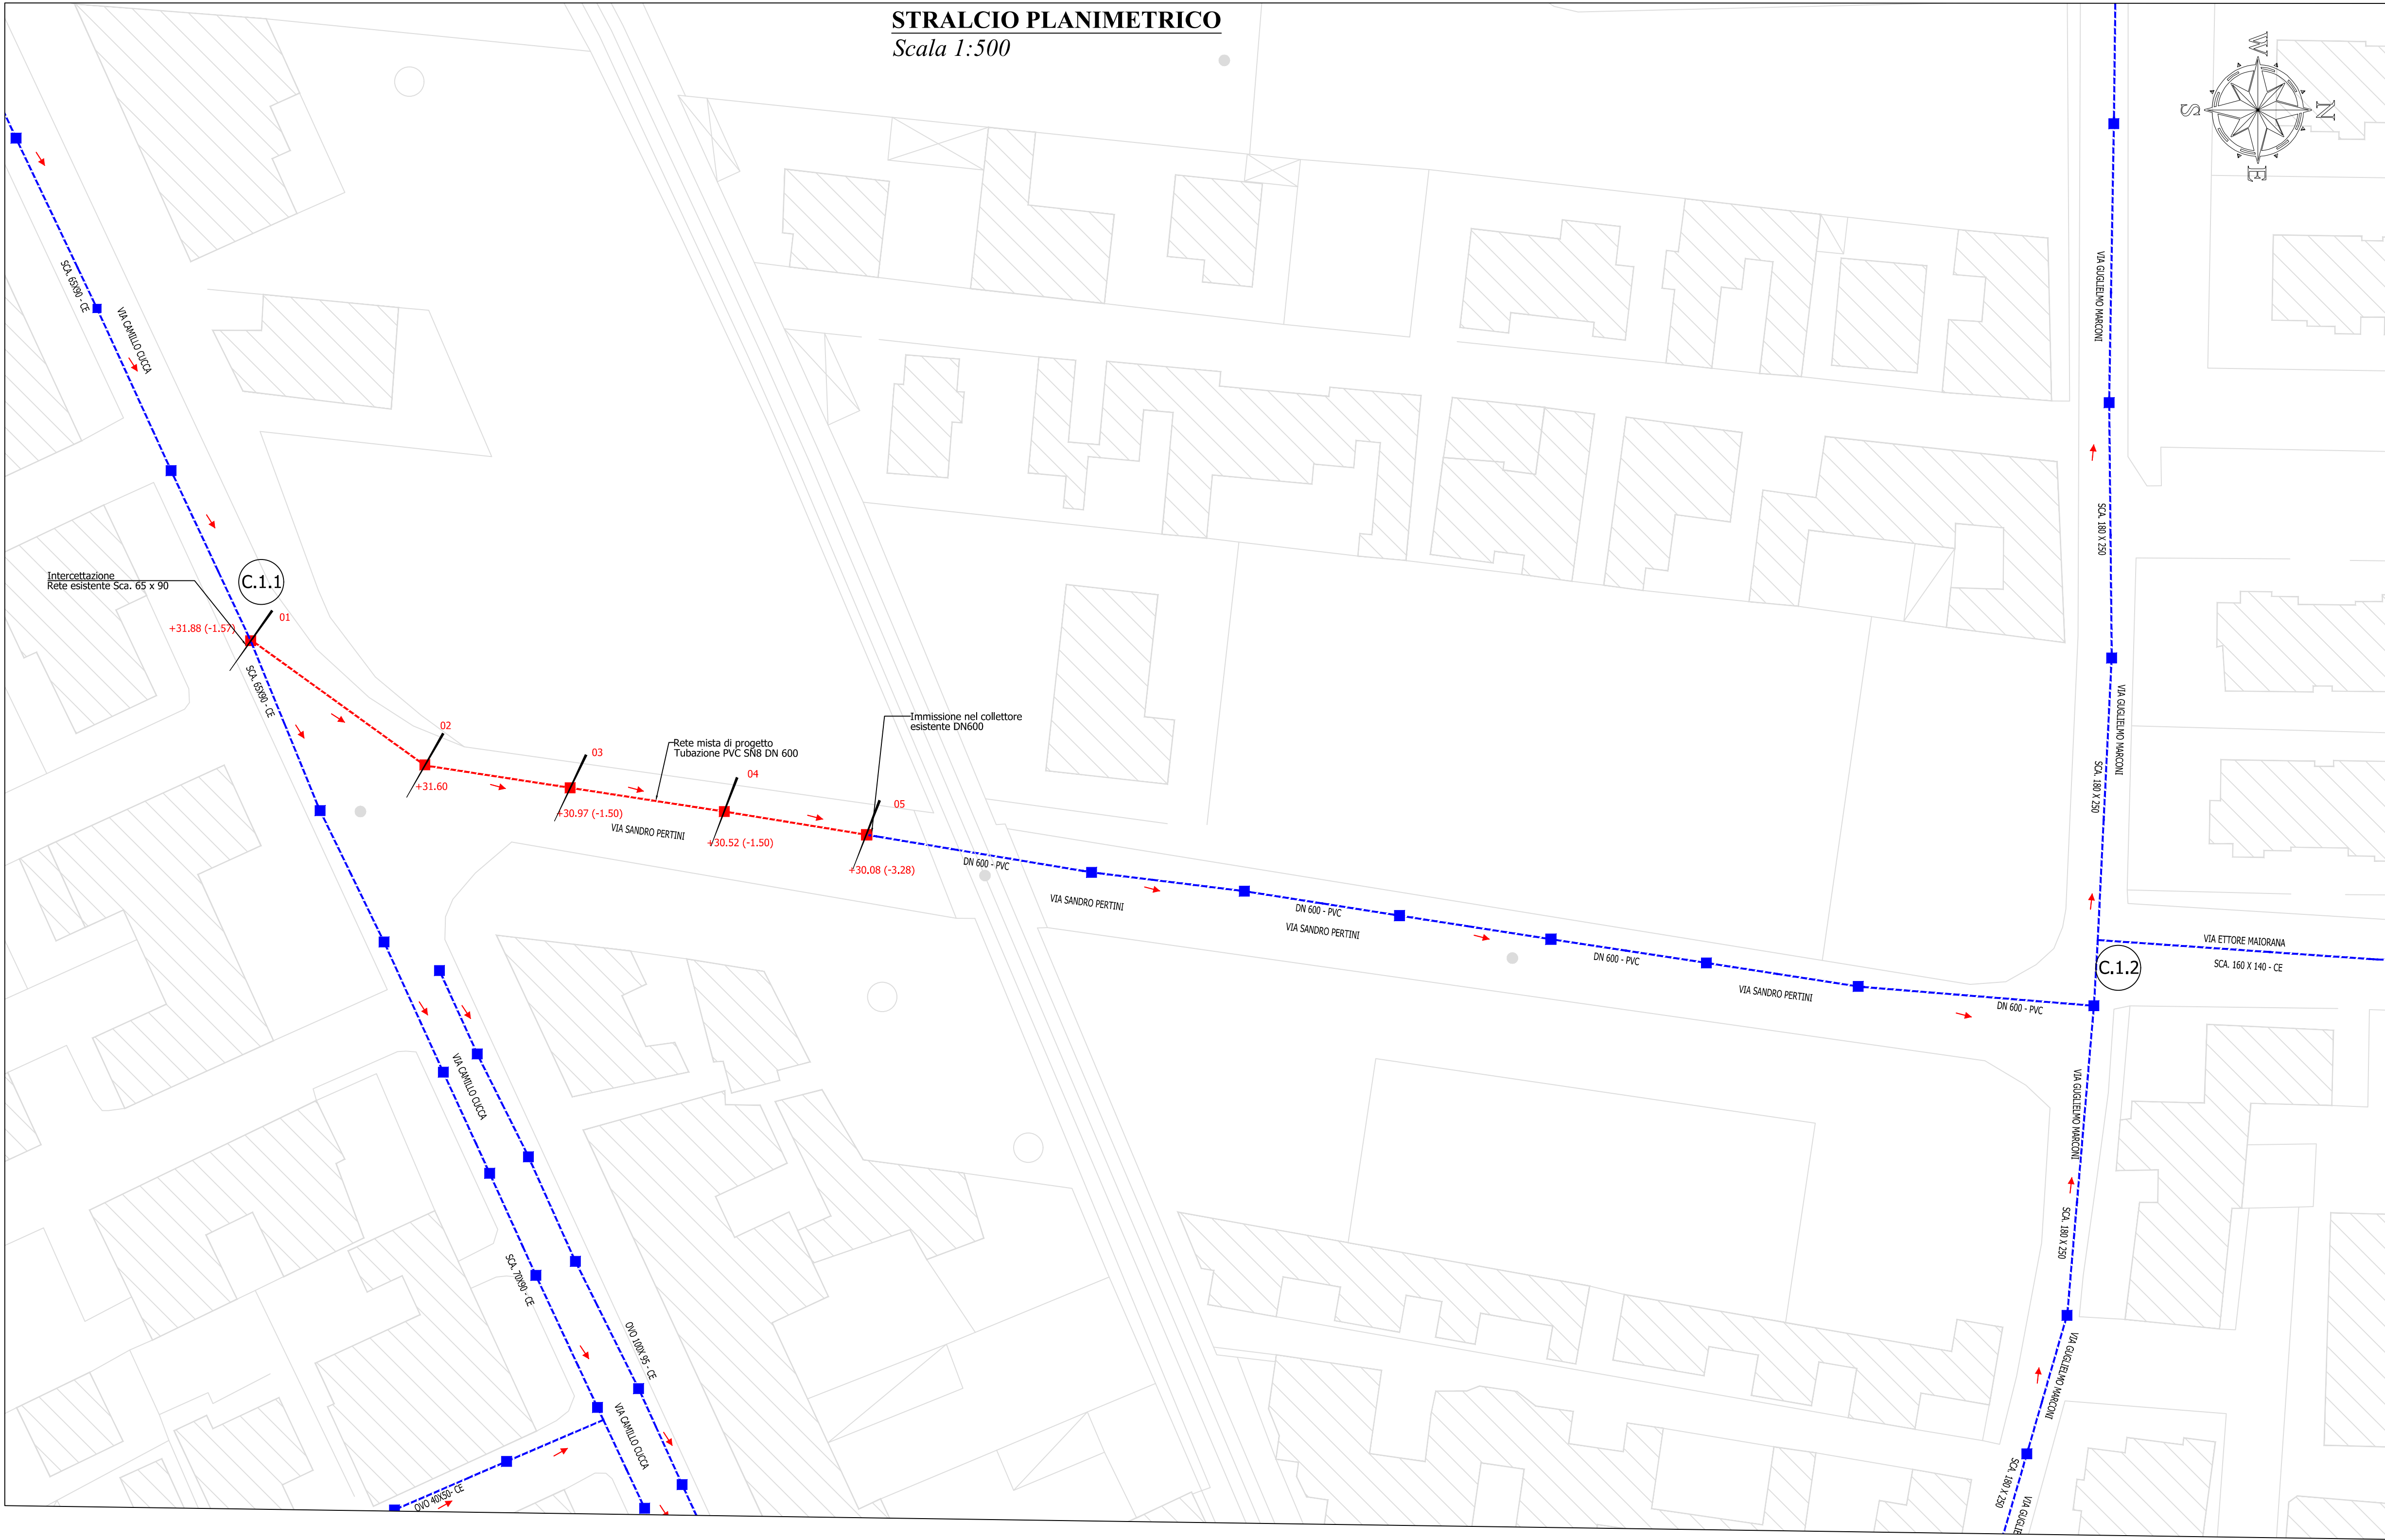 STRALCIO PLANIMETRICO
Scala 1:500
W
N
S
E
SCA. 65X90 - CE
VIA CAMILLO CUCCA
VIA GUGLIELMO MARCONI
SCA. 180 X 250
Intercettazione
Rete esistente Sca. 65 x 90
C.1.1
01
+31.88 (-1.57)
SCA. 65X90 - CE
02
+31.60
03
+30.97 (-1.50)
Rete mista di progetto
Tubazione PVC SN8 DN 600
04
+30.52 (-1.50)
VIA SANDRO PERTINI
Immissione nel collettore
esistente DN600
05
+30.08 (-3.28)
DN 600 - PVC
VIA SANDRO PERTINI
DN 600 - PVC
VIA SANDRO PERTINI
DN 600 - PVC
VIA SANDRO PERTINI
DN 600 - PVC
VIA GUGLIELMO MARCONI
SCA. 180 X 250
VIA ETTORE MAIORANA
SCA. 160 X 140 - CE
C.1.2
VIA GUGLIELMO MARCONI
SCA. 180 X 250
VIA GUGLIELMO MARCONI
SCA. 180 X 250
VIA GUGLIE
VIA CAMILLO CUCCA
SCA. 70X90 - CE
OVO 100X 95 - CE
VIA CAMILLO CUCCA
OVO 40X50- CE